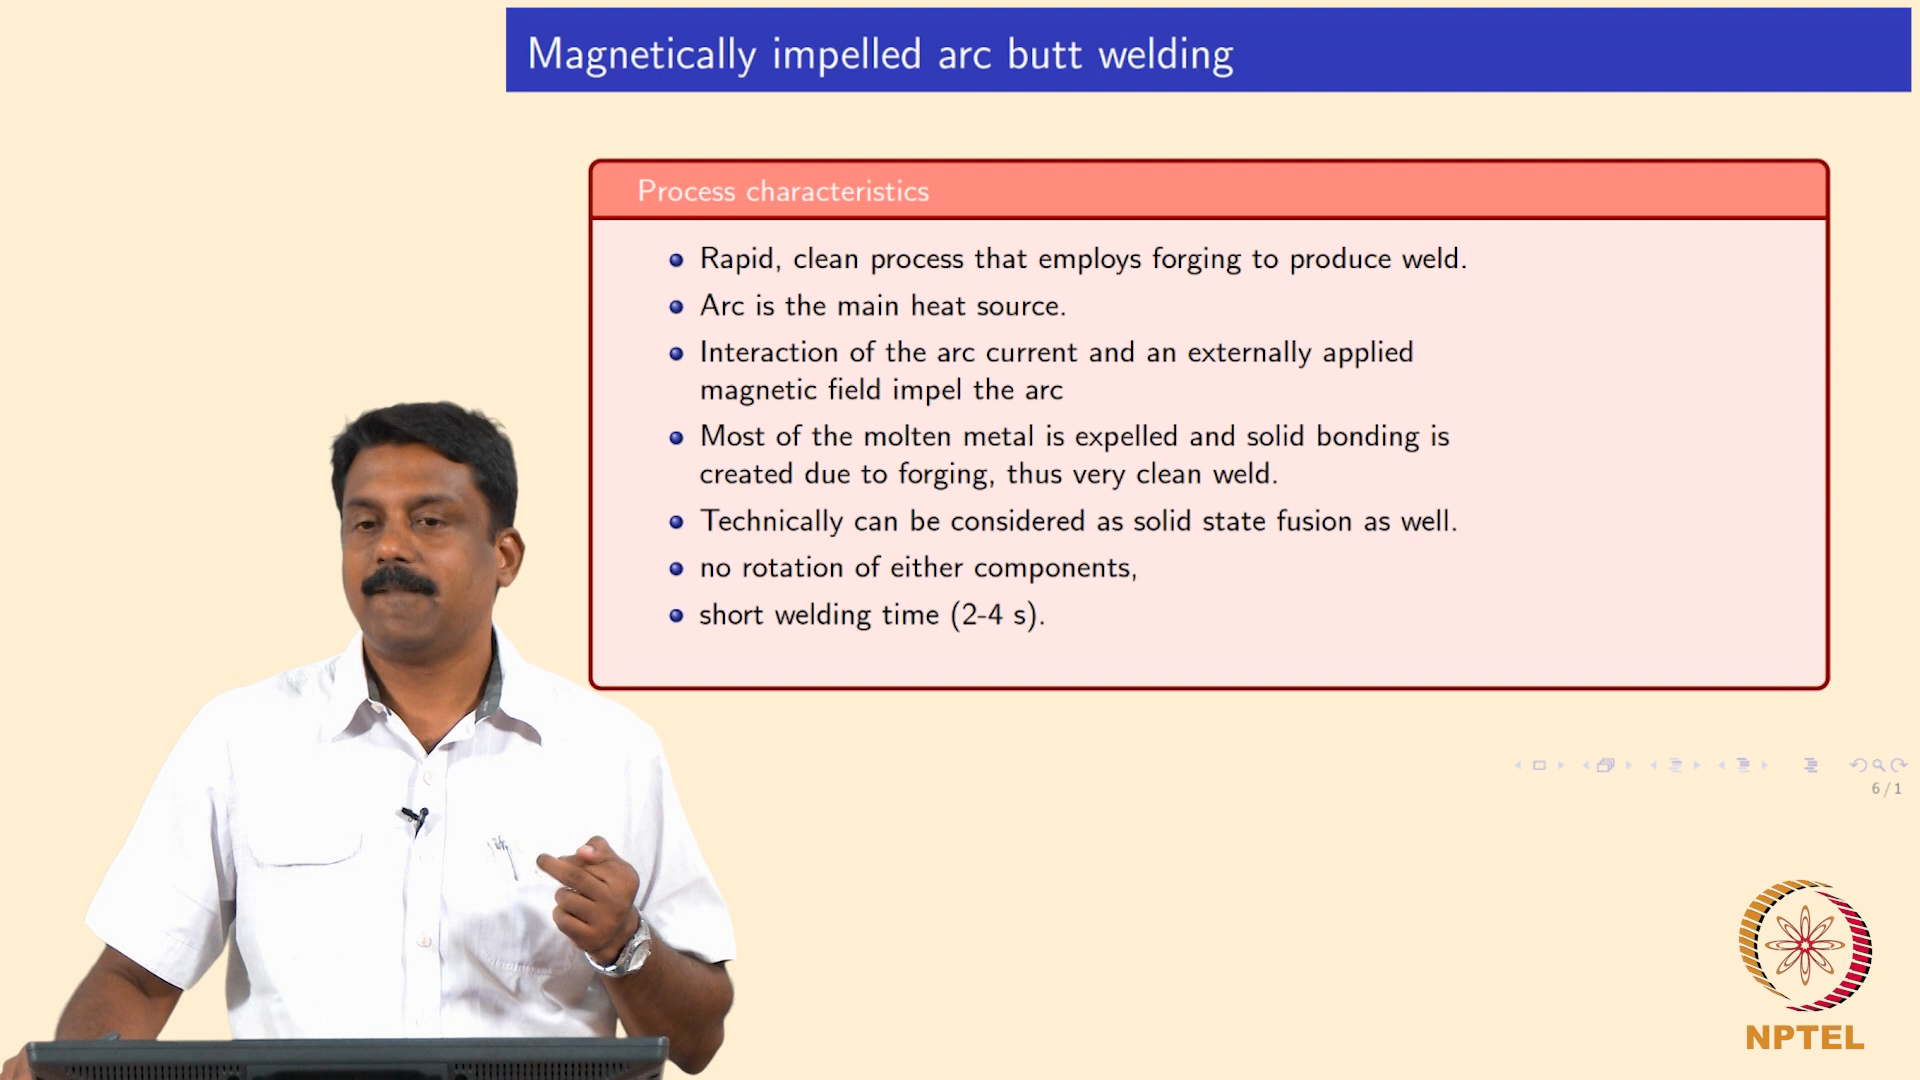 Magnetically impelled arc butt welding
Process characteristics
Rapid, clean process that employs forging to produce weld.
Arc is the main heat source.
Interaction of the arc current and an externally applied
magnetic field impel the arc
Most of the molten metal is expelled and solid bonding is
created due to forging, thus very clean weld.
Technically can be considered as solid state fusion as well.
no rotation of either components,
short welding time (2-4 s).
6 / 1
NPTEL